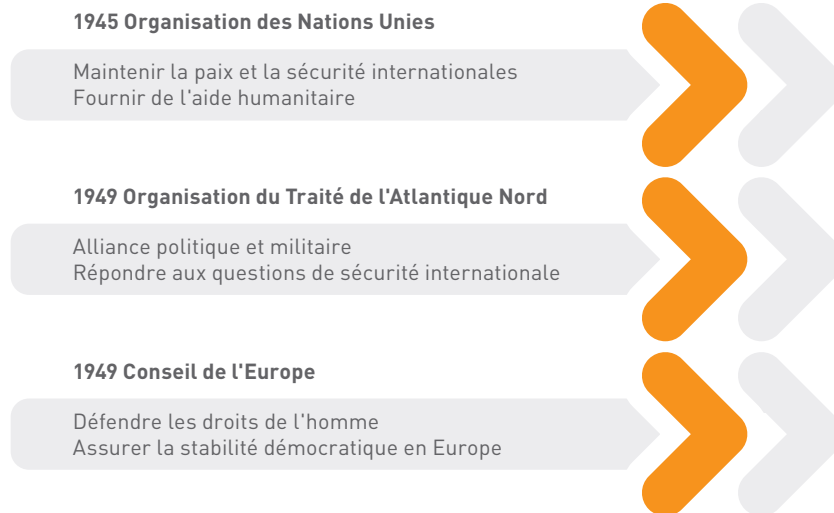 1945 Organisation des Nations Unies
Maintenir la paix et la sécurité internationales
Fournir de l'aide humanitaire
1949 Organisation du Traité de l'Atlantique Nord
Alliance politique et militaire
Répondre aux questions de sécurité internationale
1949 Conseil de l'Europe
Défendre les droits de l'homme
Assurer la stabilité démocratique en Europe